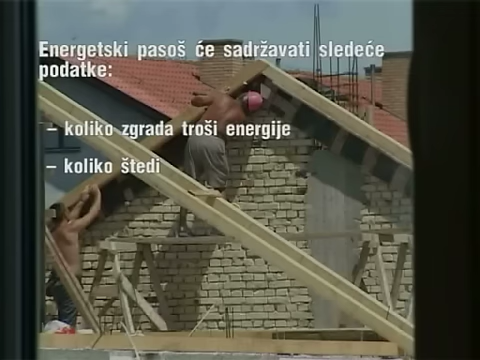 Energetski pasoš će sadržavati sledeće
podatke:
– koliko zgrada troši energije
– koliko štedi